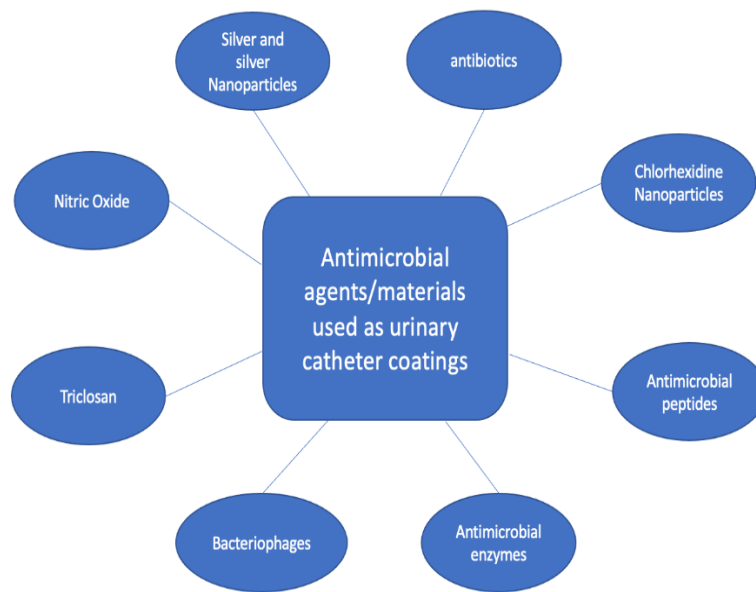 Silver and
silver
Nanoparticles
antibiotics
Nitric Oxide
Chlorhexidine
Nanoparticles
Antimicrobial
agents/materials
used as urinary
catheter coatings
Triclosan
Antimicrobial
peptides
Bacteriophages
Antimicrobial
enzymes